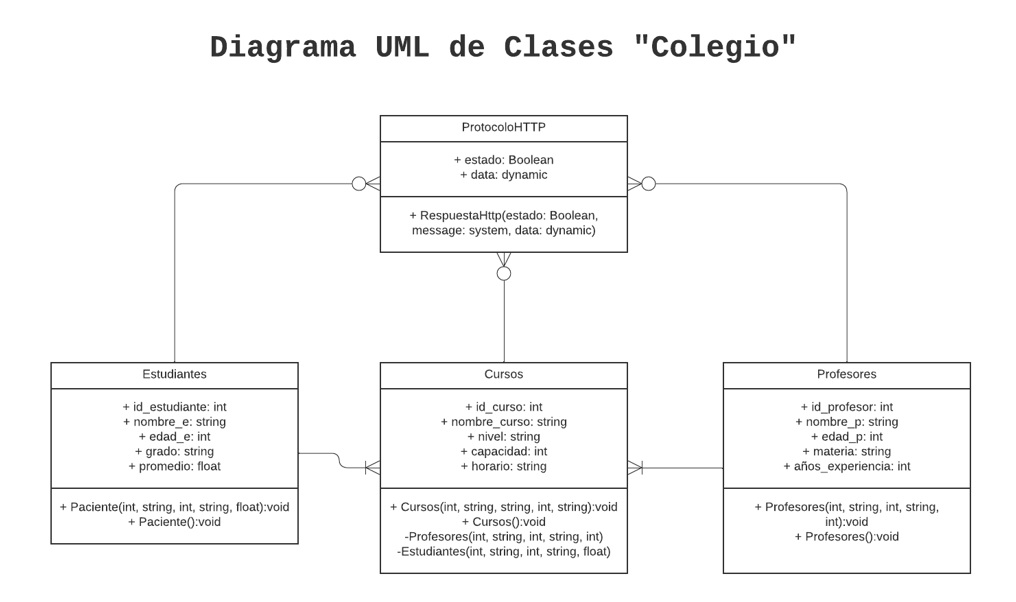 Diagrama UML de Clases "Colegio"
ProtocoloHTTP
+ estado: Boolean
+ data: dynamic
+ RespuestaHttp(estado: Boolean,
message: system, data: dynamic)
Estudiantes
+ id_estudiante: int
+ nombre_e: string
+ edad_e: int
+ grado: string
+ promedio: float
+ Paciente(int, string, int, string, float):void
+ Paciente():void
Cursos
+ id_curso: int
+ nombre_curso: string
+ nivel: string
+ capacidad: int
+ horario: string
+ Cursos(int, string, string, int, string):void
+ Cursos():void
-Profesores(int, string, int, string, int)
-Estudiantes(int, string, int, string, float)
Profesores
+ id_profesor: int
+ nombre_p: string
+ edad_p: int
+ materia: string
+ años_experiencia: int
+ Profesores(int, string, int, string,
int):void
+ Profesores():void